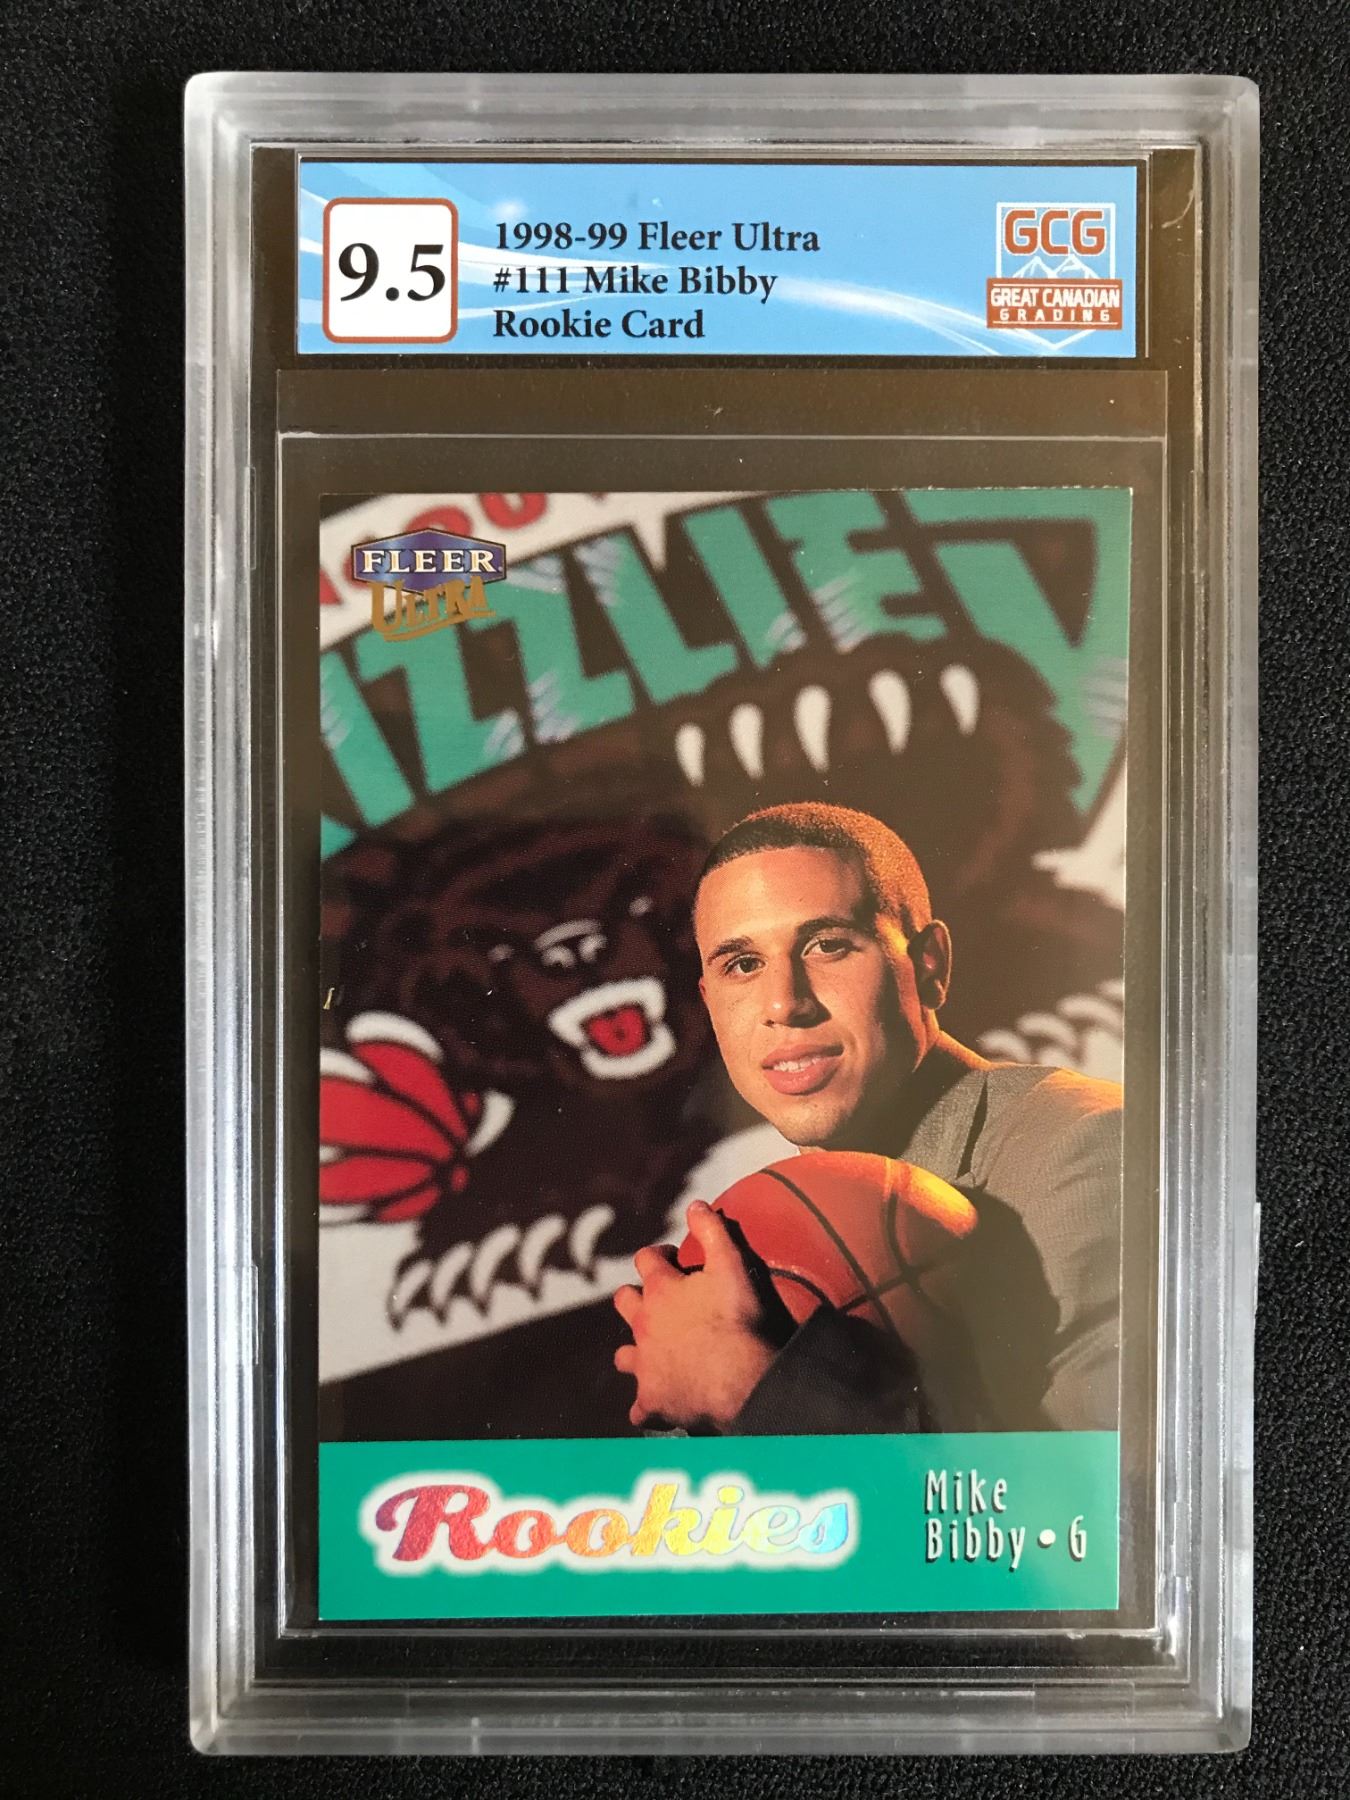 9.5
1998-99 Fleer Ultra
#111 Mike Bibby
Rookie Card
GCG
GREAT CANADIAN
GRADING
FLEER
ULTRA
IZZLIE
Rookies
Mike
Bibby • G